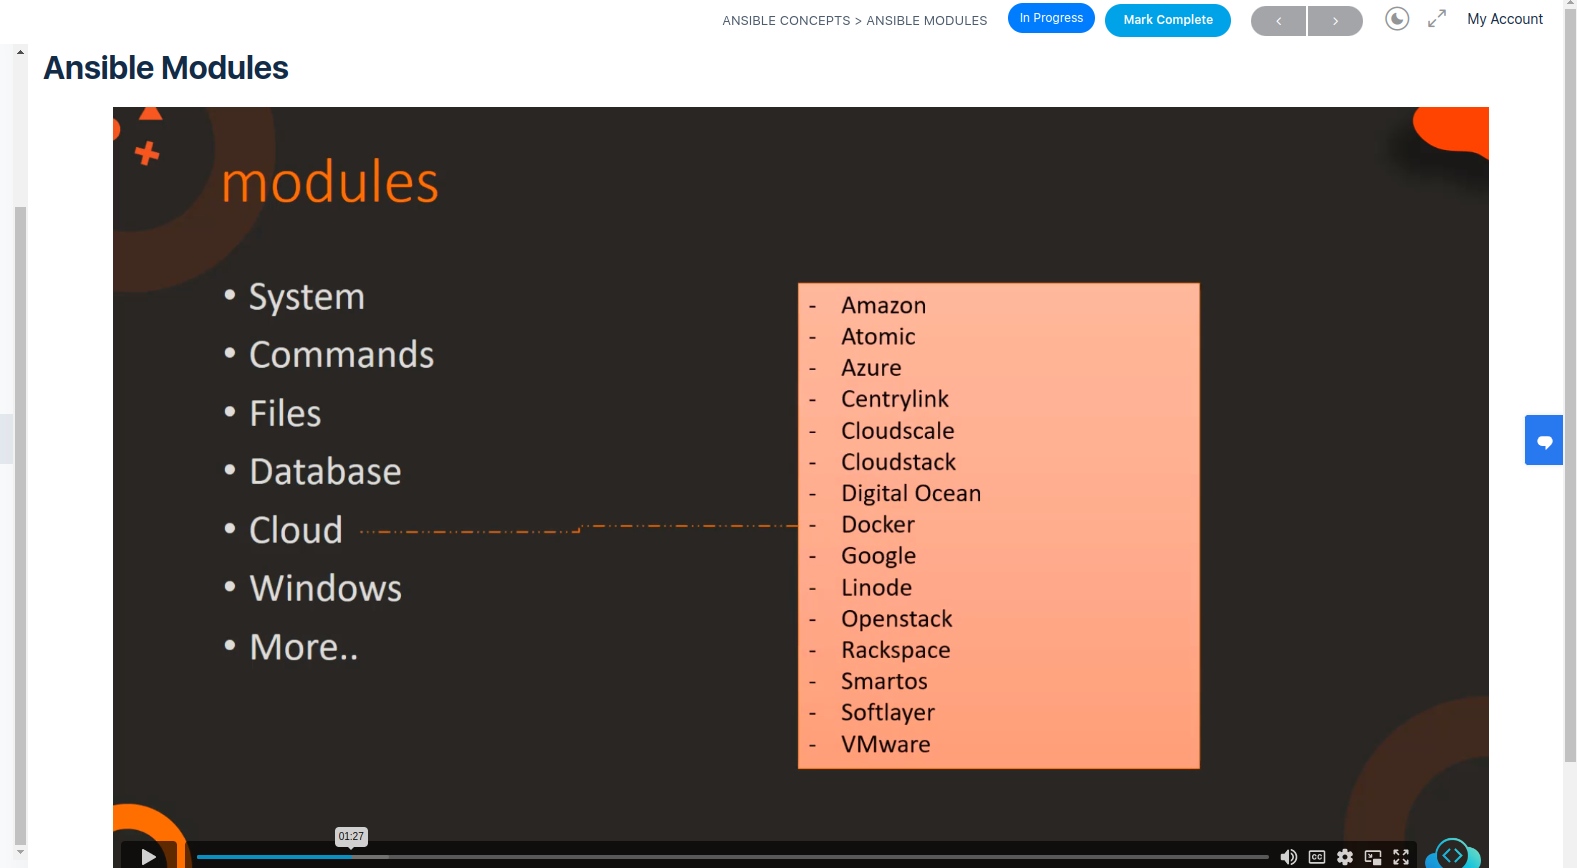 ANSIBLE CONCEPTS > ANSIBLE MODULES
In Progress
Mark Complete
My Account
Ansible Modules
modules
• System
• Commands
• Files
• Database
• Cloud
• Windows
• More..
- Amazon
- Atomic
- Azure
- Centrylink
- Cloudscale
- Cloudstack
- Digital Ocean
- Docker
- Google
- Linode
- Openstack
- Rackspace
- Smartos
- Softlayer
- VMware
01:27
CC